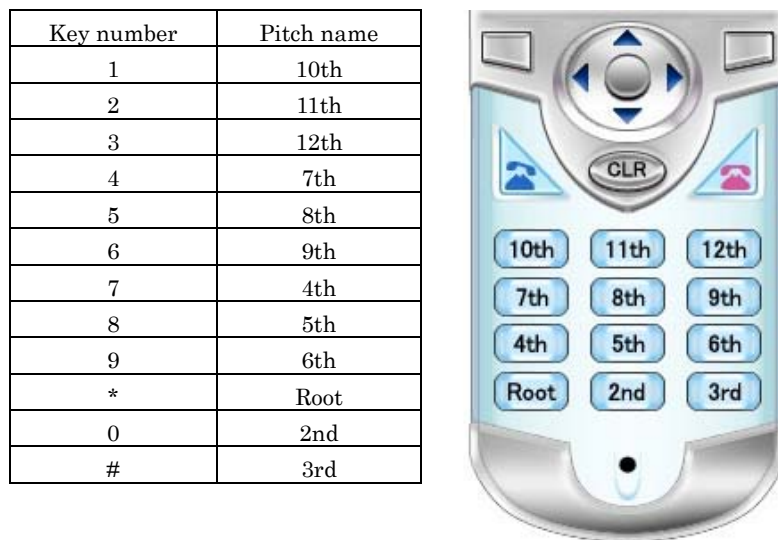 Key number Pitch name
1 10th
2 11th
3 12th
4 7th
5 8th
6 9th
7 4th
8 5th
9 6th
* Root
0 2nd
# 3rd
CLR
10th 11th 12th
7th 8th 9th
4th 5th 6th
Root 2nd 3rd